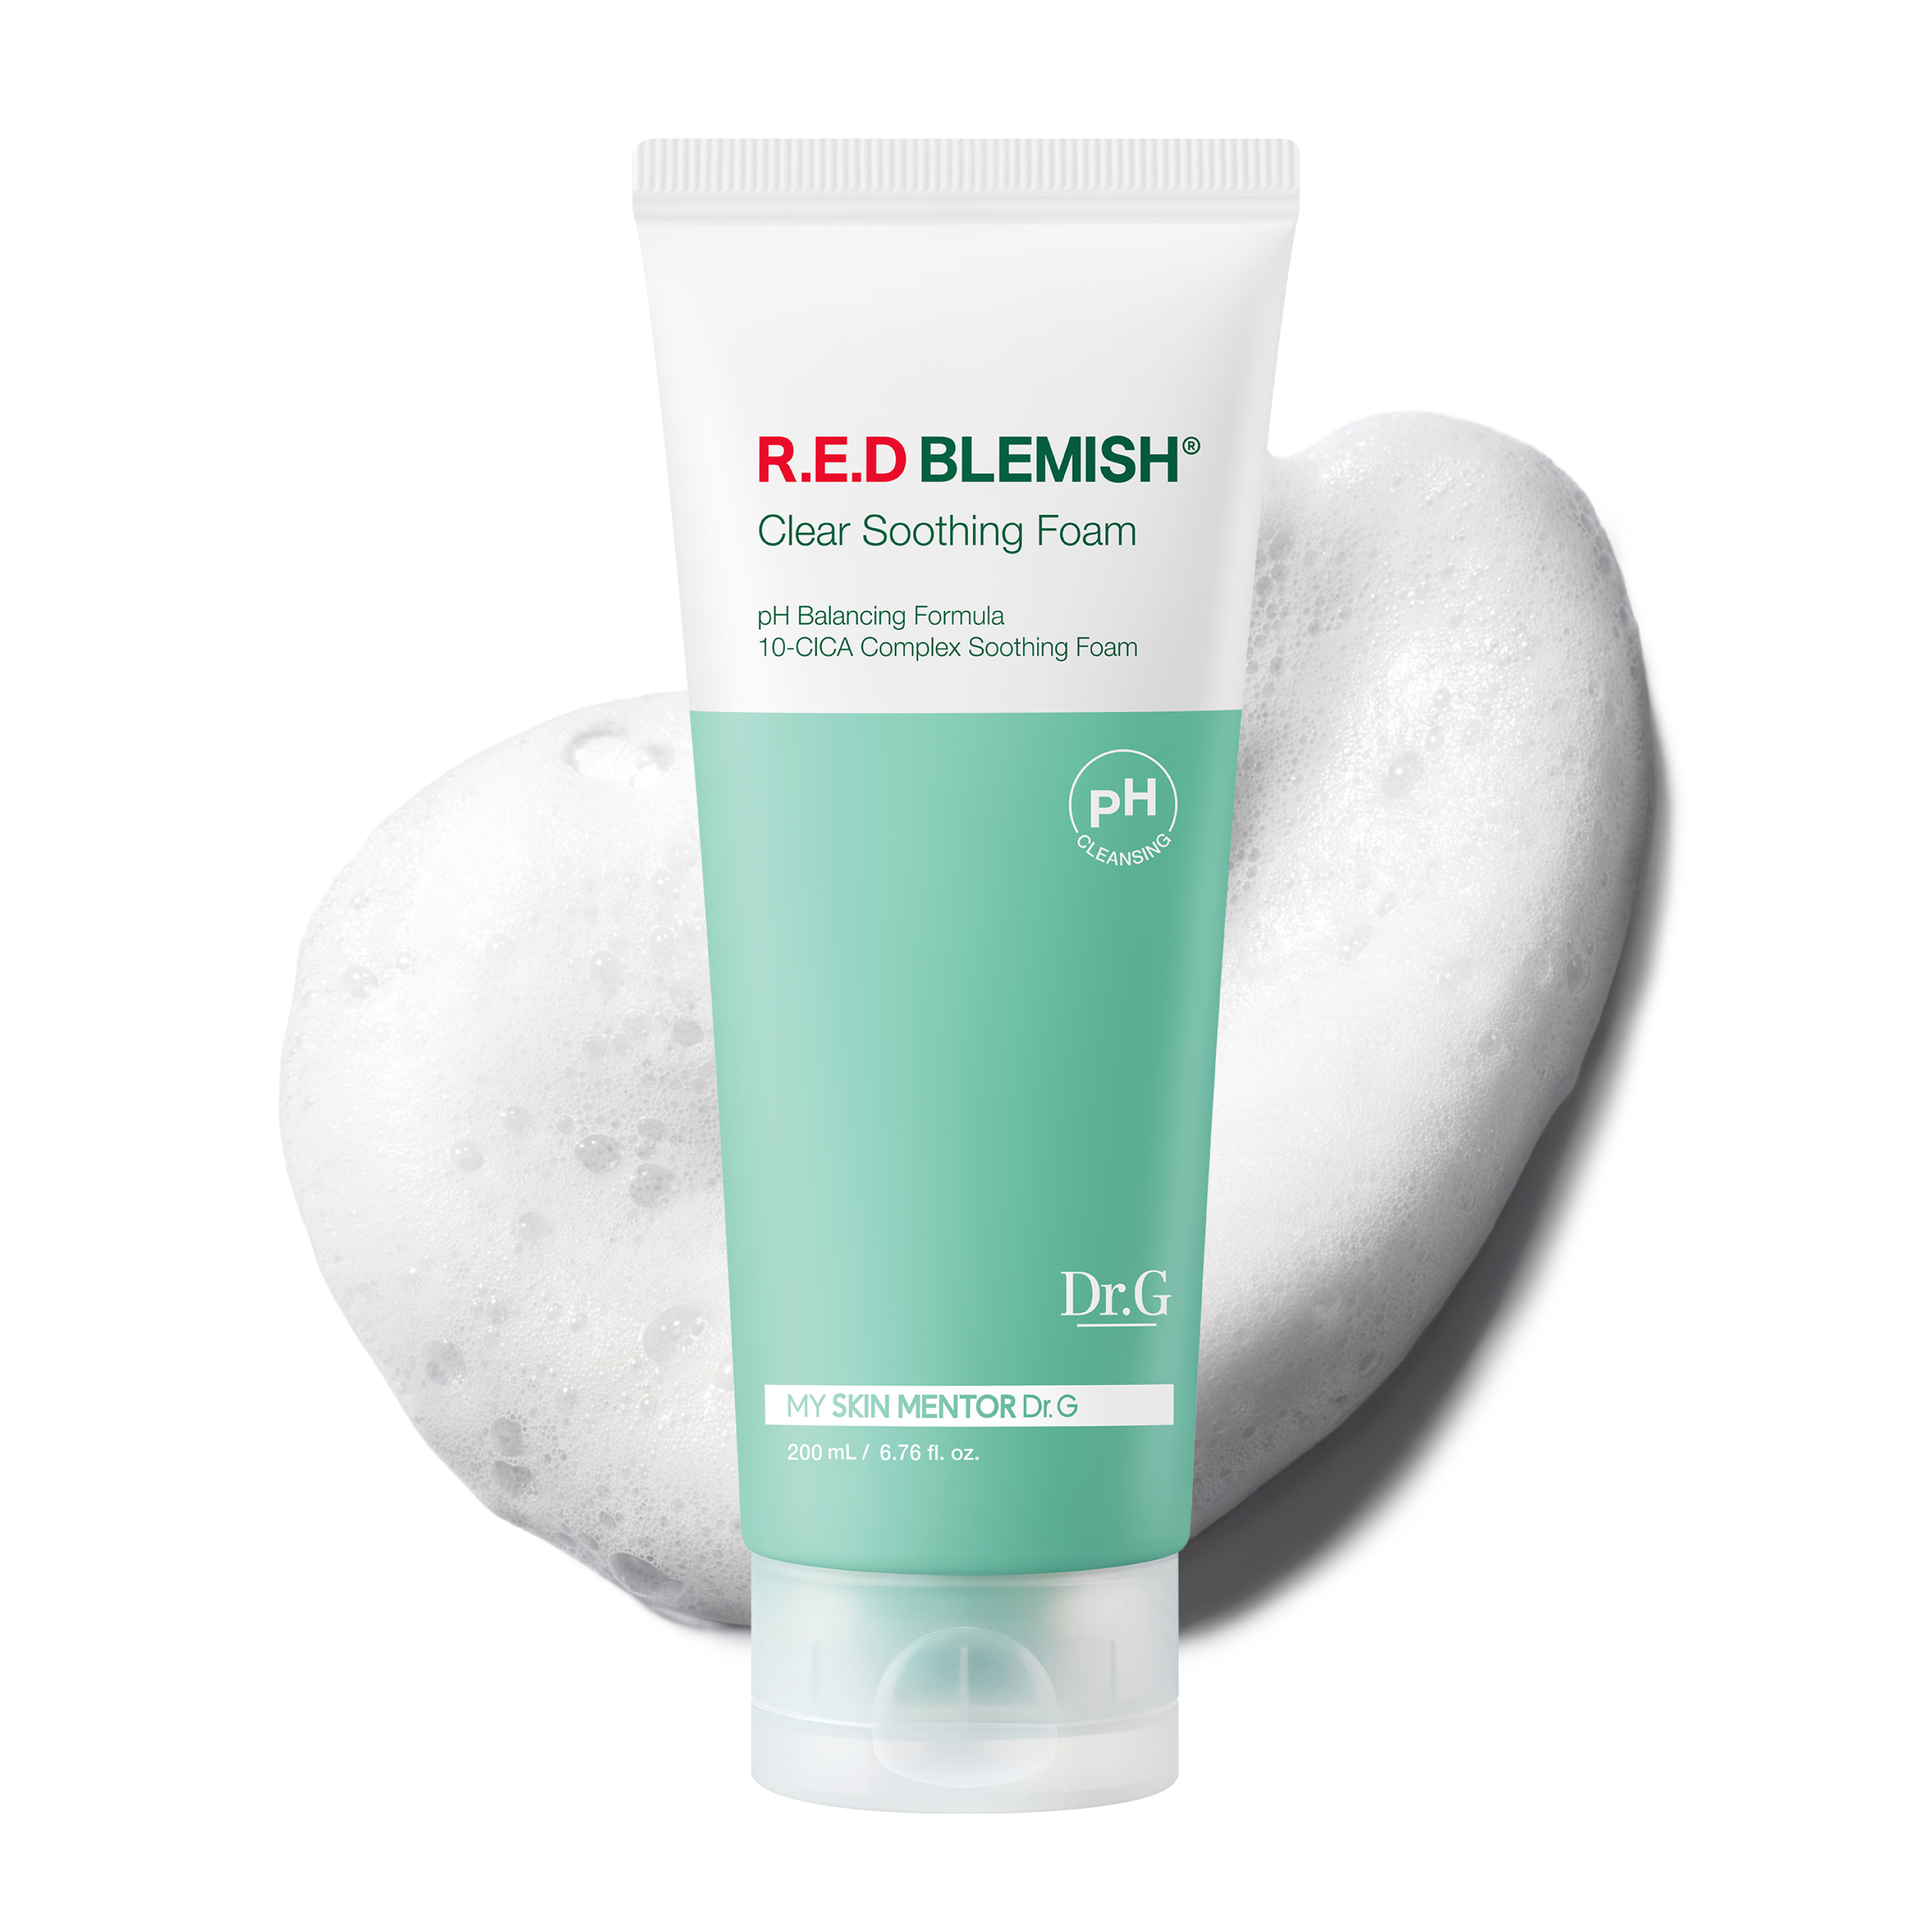 R.E.D BLEMISH®
Clear Soothing Foam
pH Balancing Formula
10-CICA Complex Soothing Foam
pH
CLEANSING
Dr.G
MY SKIN MENTOR Dr.G
200 mL / 6.76 fl. oz.